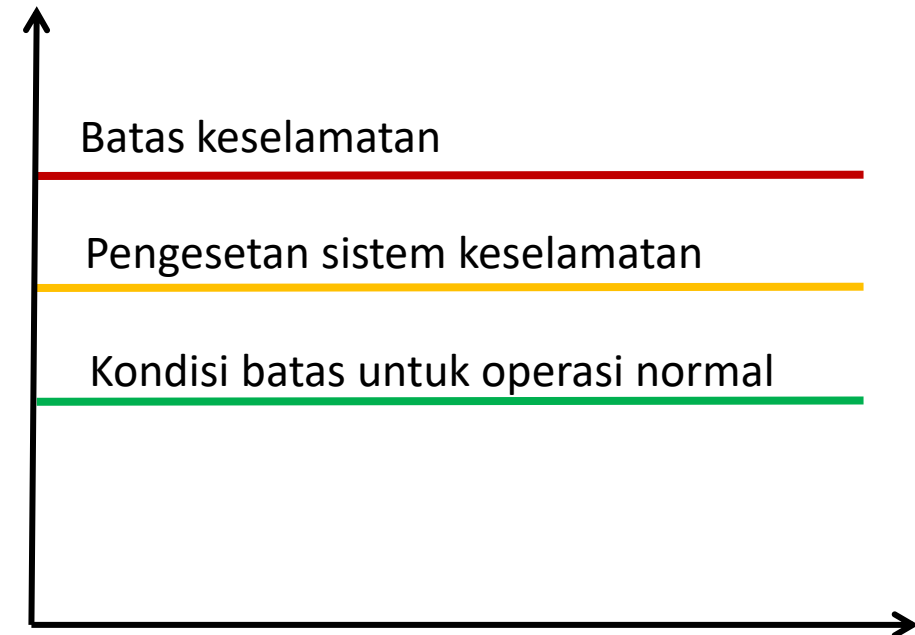 Batas keselamatan
Pengesetan sistem keselamatan
Kondisi batas untuk operasi normal